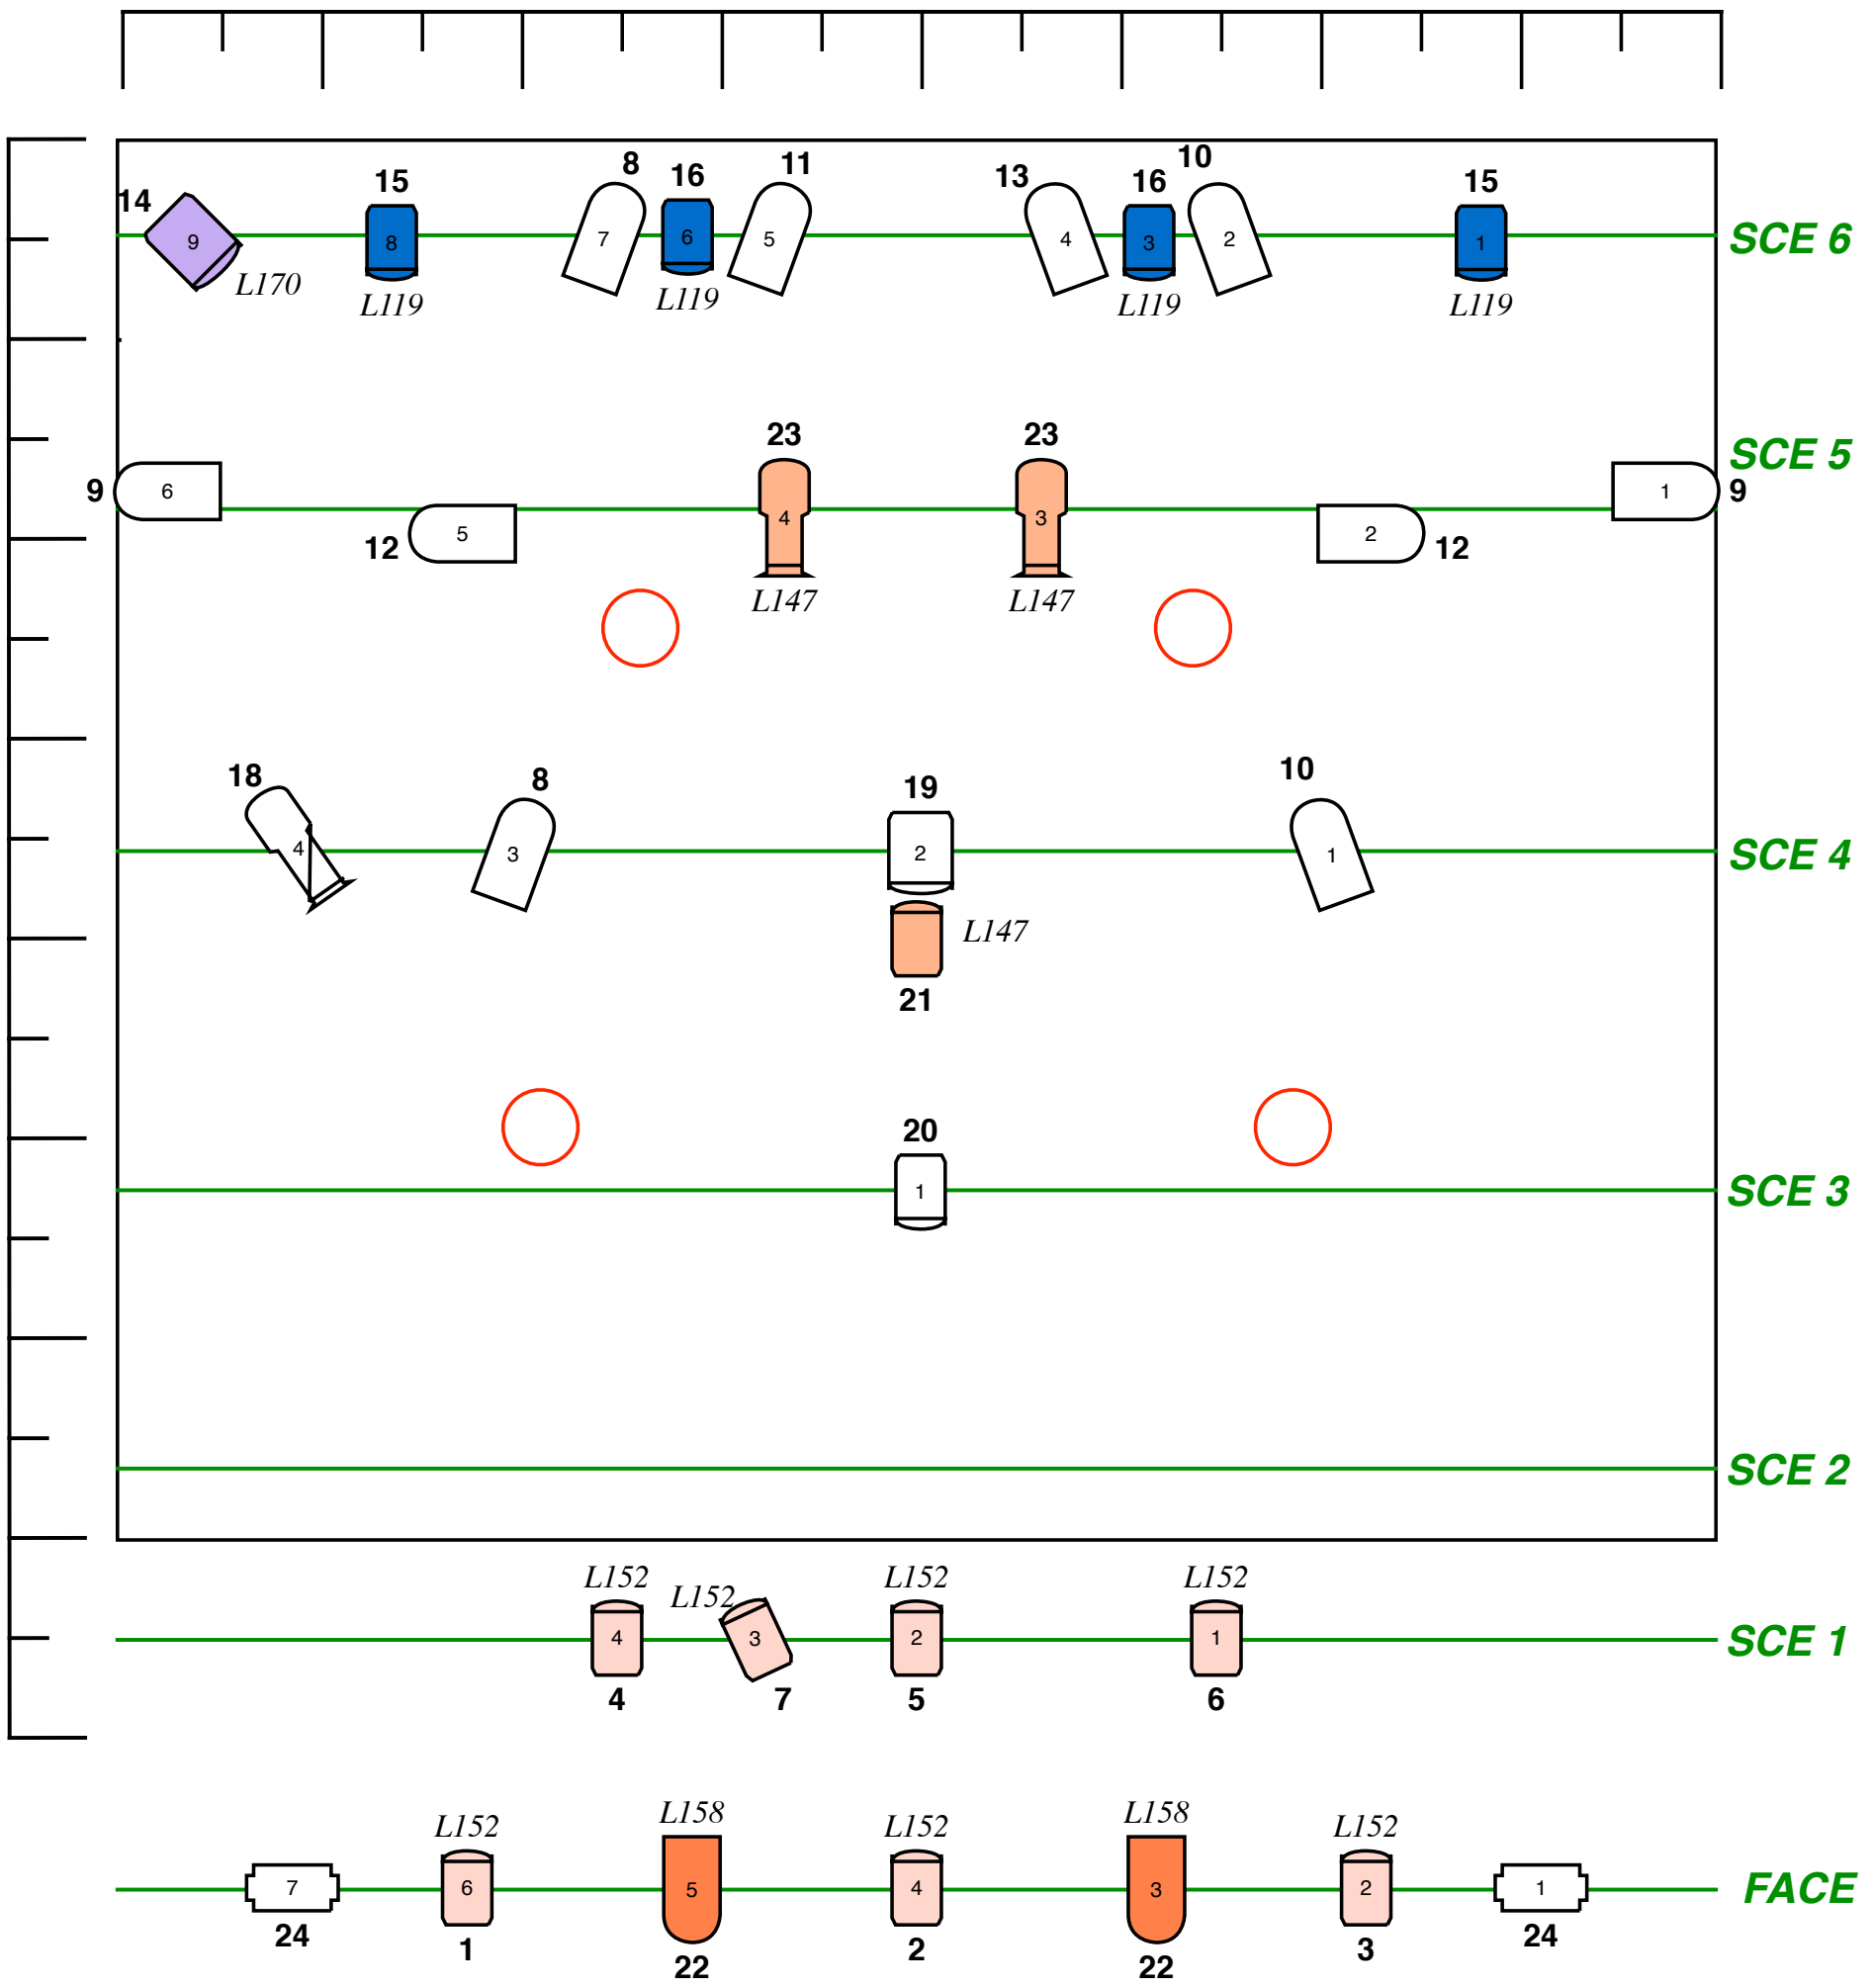 8 11 13 10
14 15 16 16 15
9 8 7 6 5 4 3 2 1 SCE 6
L170 L119 L119 L119 L119
23 23 SCE 5
9 6 4 3 1 9
12 5 2 12
L147 L147
18 8 19 10
4 3 2 1 SCE 4
L147
21
20
1 SCE 3
SCE 2
L152 L152 L152 L152
4 3 2 1 SCE 1
4 7 5 6
L152 L158 L152 L158 L152
7 6 5 4 3 2 1 FACE
24 1 22 2 22 3 24